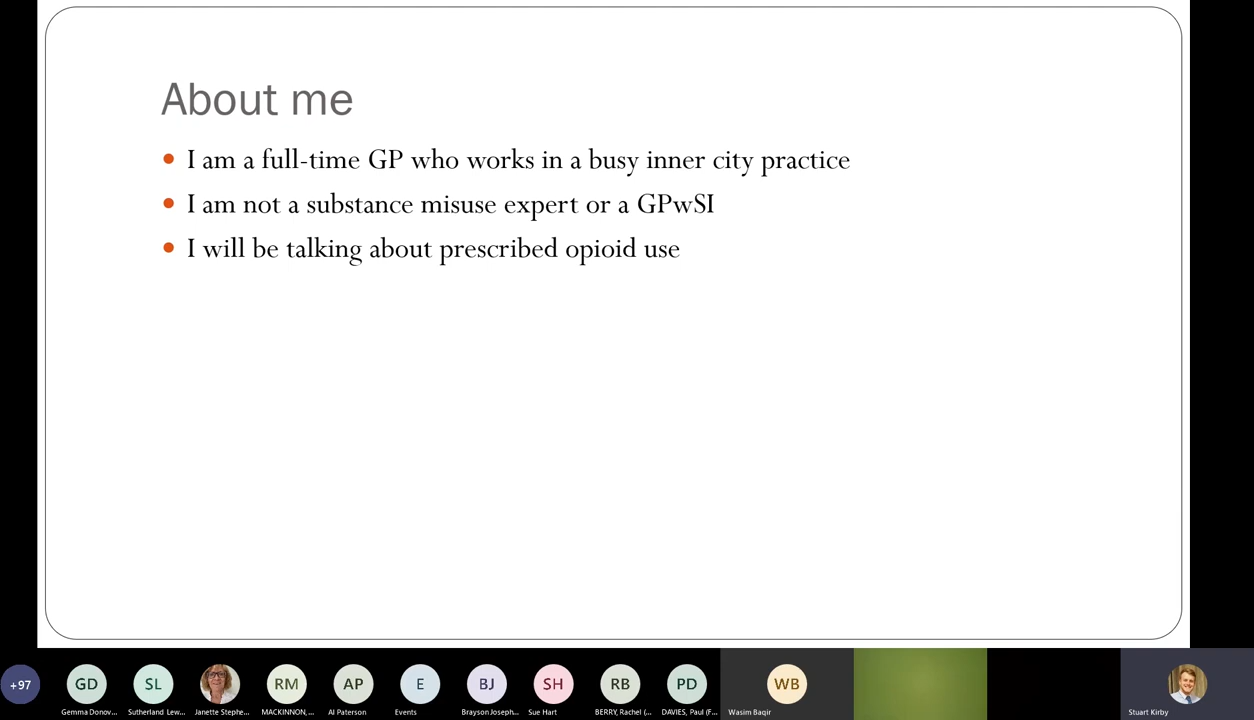 About me
I am a full-time GP who works in a busy inner city practice
I am not a substance misuse expert or a GPwSI
I will be talking about prescribed opioid use
+97
GD
SL
RM
AP
E
BJ
SH
RB
PD
WB
Gemma Donov...
Sutherland Lew...
Janette Stephe...
MACKINNON,...
Al Paterson
Events
Brayson Joseph...
Sue Hart
BERRY, Rachel (...
DAVIES, Paul (F...
Wasim Baqir
Stuart Kirby